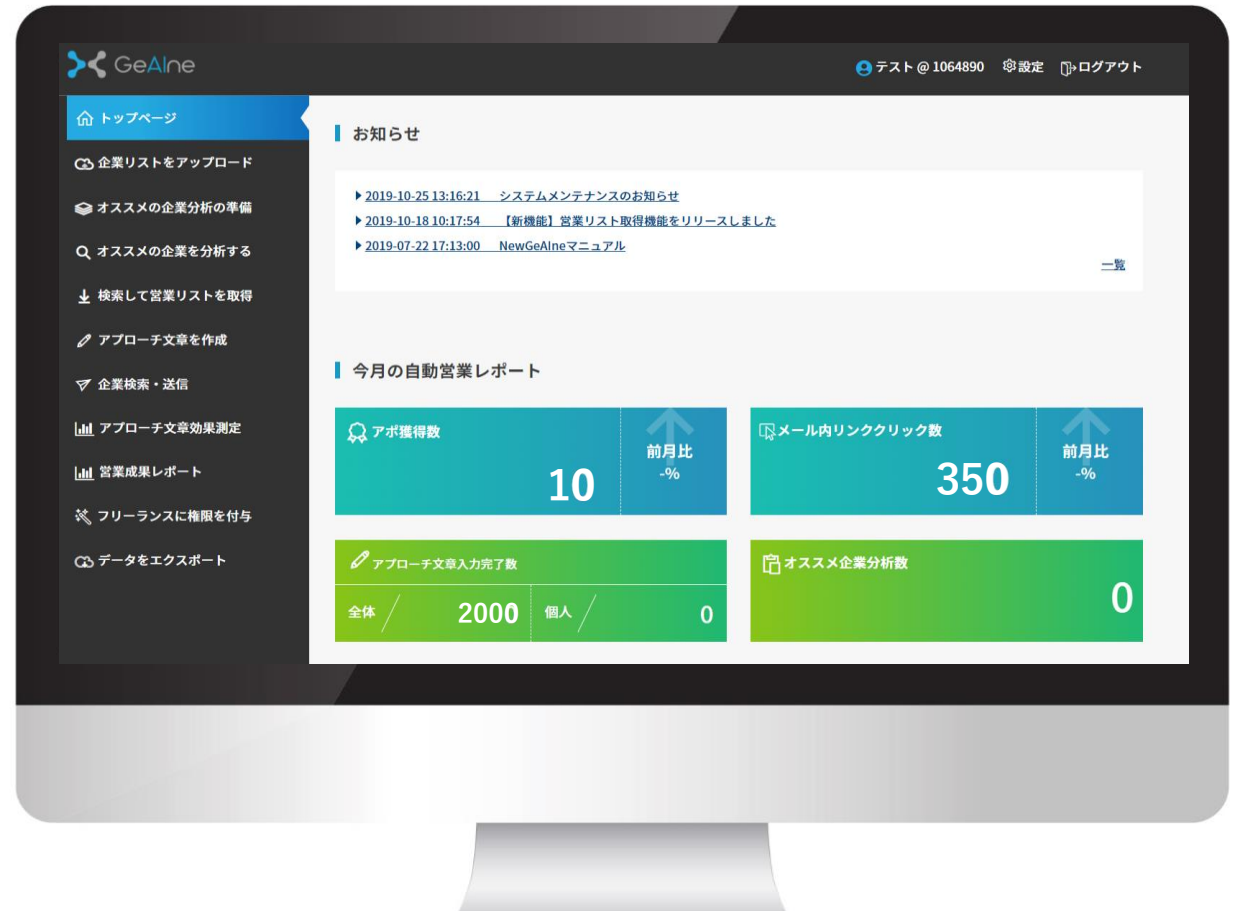 GeAIne
テスト @ 1064890 設定 ログアウト
トップページ
企業リストをアップロード
オススメの企業分析の準備
オススメの企業を分析する
検索して営業リストを取得
アプローチ文章を作成
企業検索・送信
アプローチ文章効果測定
営業成果レポート
フリーランスに権限を付与
データをエクスポート
お知らせ
2019-10-25 13:16:21 システムメンテナンスのお知らせ
2019-10-18 10:17:54 【新機能】営業リスト取得機能をリリースしました
2019-07-22 17:13:00 NewGeAIneマニュアル
一覧
今月の自動営業レポート
アポ獲得数
10
前月比
-%
メール内リンククリック数
350
前月比
-%
アプローチ文章入力完了数
全体 2000 個人 0
オススメ企業分析数
0